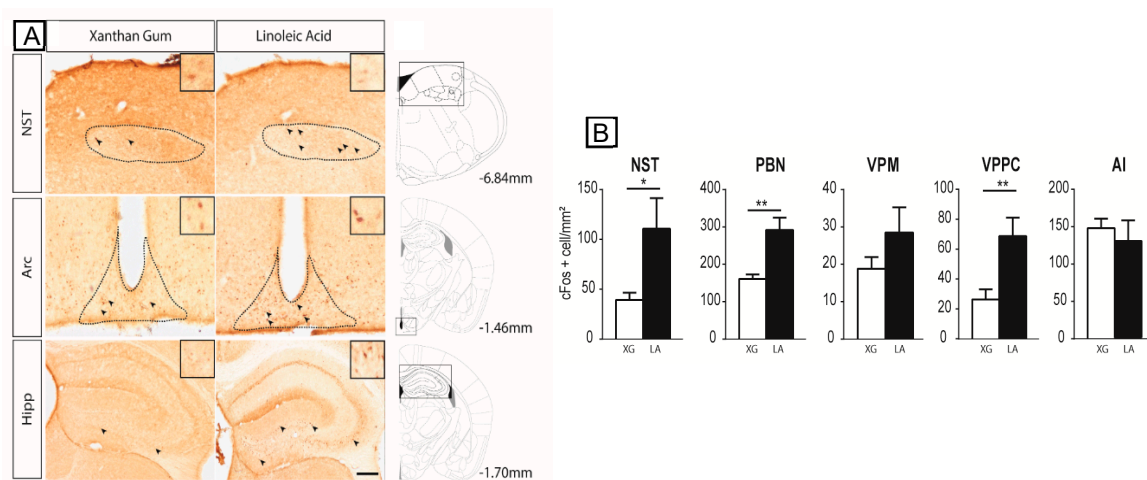 A
Xanthan Gum
Linoleic Acid
NST
-6.84mm
Arc
-1.46mm
Hipp
-1.70mm
B
cFos + cell/mm²
NST
150
100
50
0
*
XG LA
PBN
400
300
200
100
0
**
XG LA
VPM
40
30
20
10
0
XG LA
VPPC
100
80
60
40
20
0
**
XG LA
AI
200
150
100
50
0
XG LA